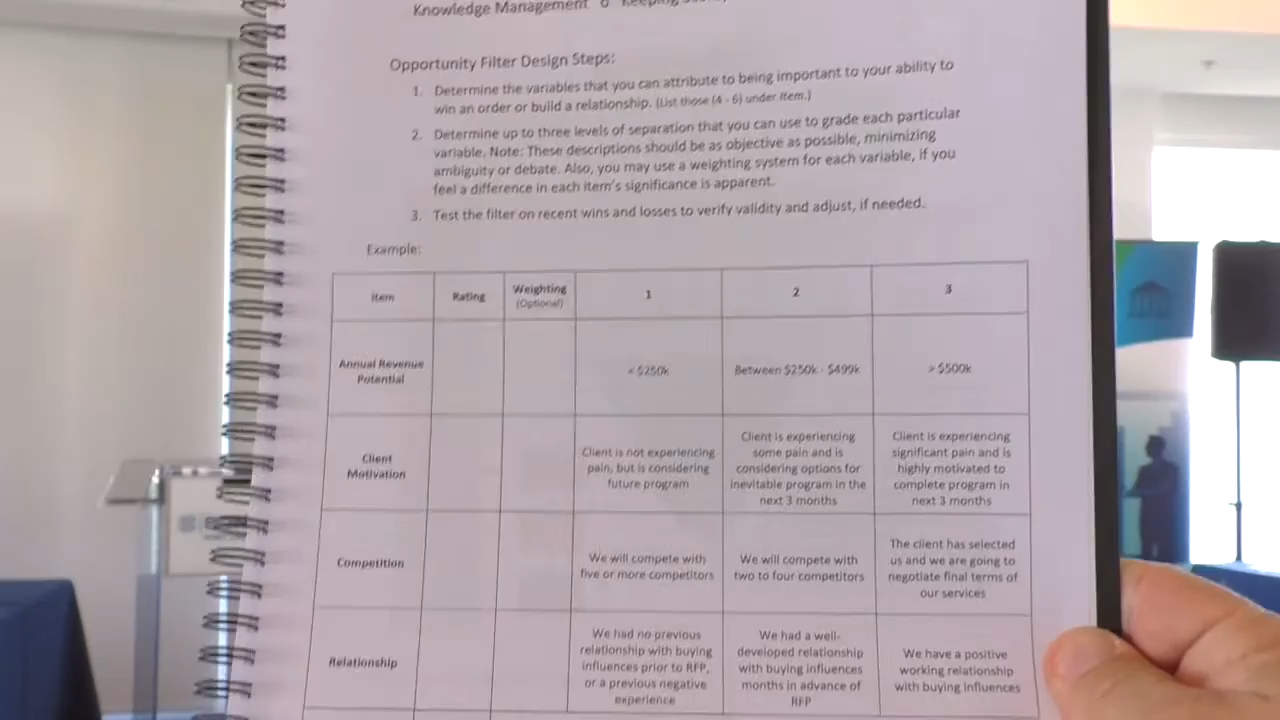 Knowledge Management
Opportunity Filter Design Steps:
1. Determine the variables that you can attribute to being important to your ability to
win an order or build a relationship. (List those (4 - 6) under Item.)
2. Determine up to three levels of separation that you can use to grade each particular
variable. Note: These descriptions should be as objective as possible, minimizing
ambiguity or debate. Also, you may use a weighting system for each variable, if you
feel a difference in each item's significance is apparent.
3. Test the filter on recent wins and losses to verify validity and adjust, if needed.
Example:
Item Rating Weighting 1 2 3
(Optional)
Annual Revenue
Potential
< $250k
Between $250k - $499k
> $500k
Client
Motivation
Client is not experiencing
pain, but is considering
future program
Client is experiencing
some pain and is
considering options for
inevitable program in the
next 3 months
Client is experiencing
significant pain and is
highly motivated to
complete program in
next 3 months
Competition
We will compete with
five or more competitors
We will compete with
two to four competitors
The client has selected
us and we are going to
negotiate final terms of
our services
Relationship
We had no previous
relationship with buying
influences prior to RFP,
or a previous negative
experience
We had a well-
developed relationship
with buying influences
months in advance of
RFP
We have a positive
working relationship
with buying influences